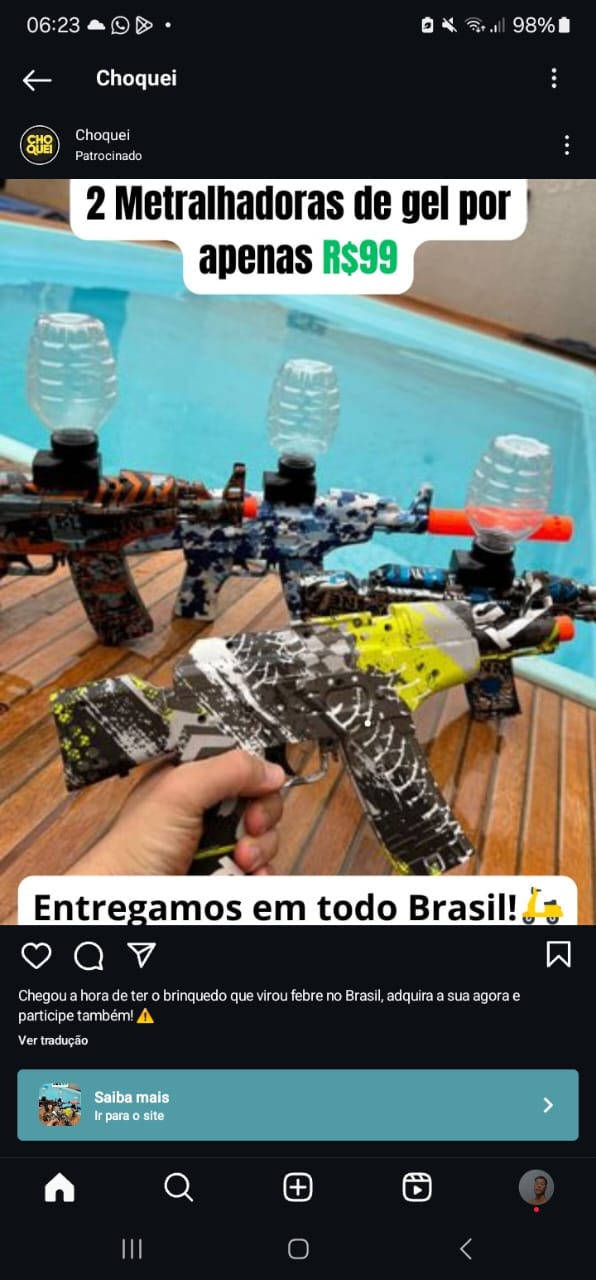 06:23
98%
Choquei
CHO
QUEI
Choquei
Patrocinado
2 Metralhadoras de gel por
apenas R$99
Entregamos em todo Brasil!
Chegou a hora de ter o brinquedo que virou febre no Brasil, adquira a sua agora e
participe também!
Ver tradução
Saiba mais
Ir para o site